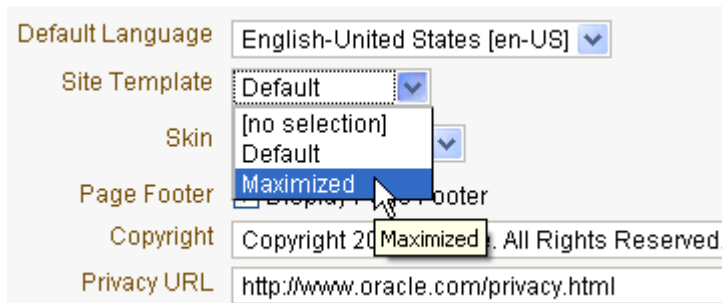 Default Language English-United States [en-US]
Site Template Default
[no selection]
Skin
Default
Maximized
Page Footer Footer
Copyright Copyright 20 Maximized . All Rights Reserved.
Privacy URL http://www.oracle.com/privacy.html